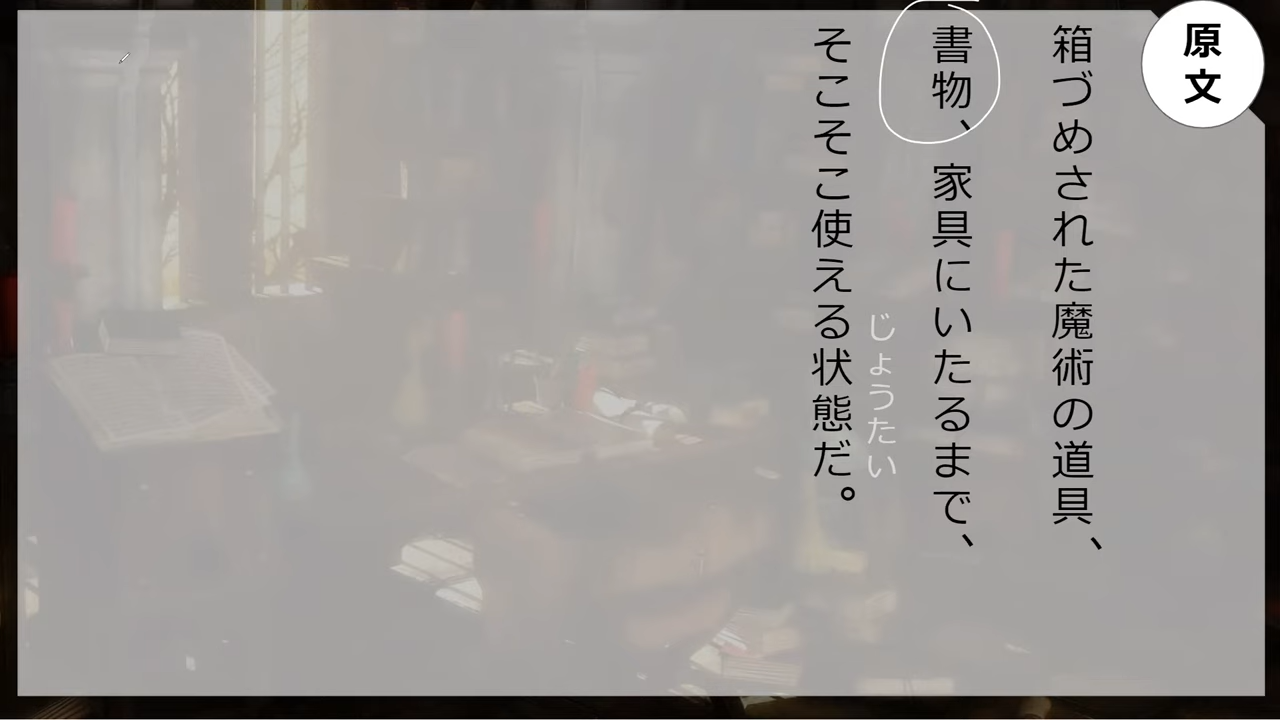 原文
箱づめされた魔術の道具、
書物、家具にいたるまで、
じょうたい
そこそこ使える状態だ。